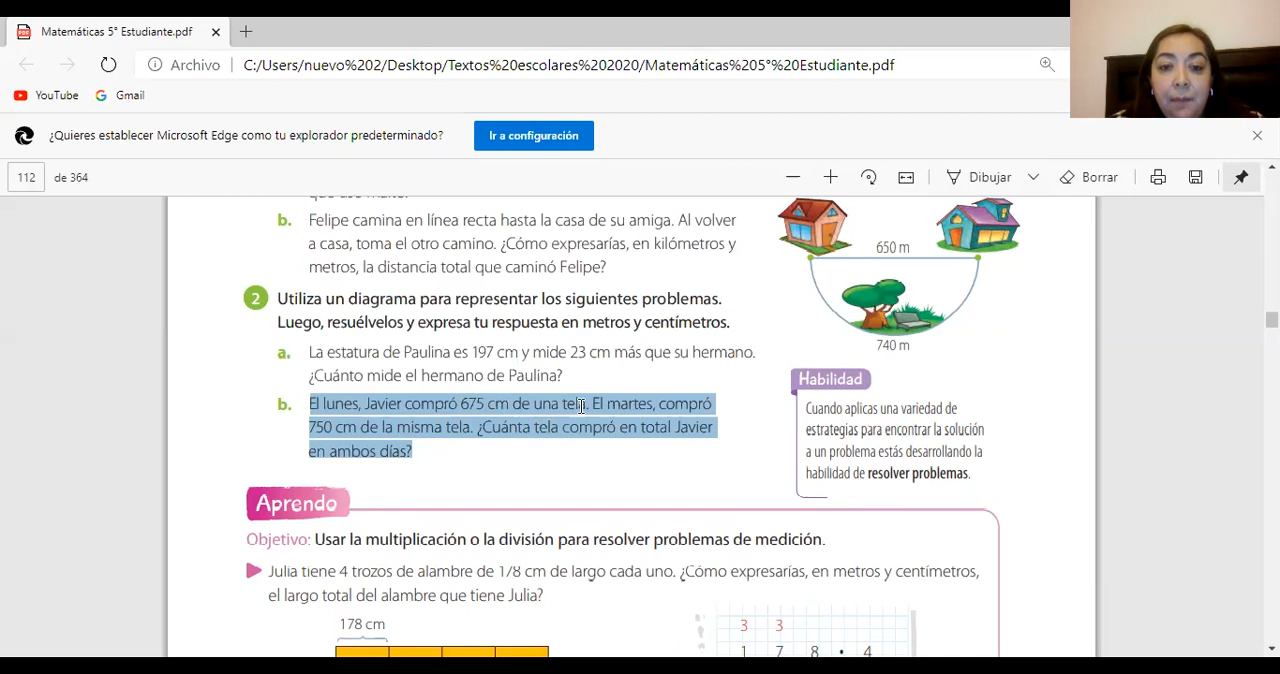 Matemáticas 5° Estudiante.pdf
Archivo C:/Users/nuevo%202/Desktop/Textos%20escolares%202020/Matemáticas%205°%20Estudiante.pdf
YouTube Gmail
¿Quieres establecer Microsoft Edge como tu explorador predeterminado? Ir a configuración
112 de 364 Dibujar Borrar
b. Felipe camina en línea recta hasta la casa de su amiga. Al volver
a casa, toma el otro camino. ¿Cómo expresarías, en kilómetros y
metros, la distancia total que caminó Felipe?
650 m
740 m
2 Utiliza un diagrama para representar los siguientes problemas.
Luego, resuélvelos y expresa tu respuesta en metros y centímetros.
a. La estatura de Paulina es 197 cm y mide 23 cm más que su hermano.
¿Cuánto mide el hermano de Paulina?
b. El lunes, Javier compró 675 cm de una tela. El martes, compró
750 cm de la misma tela. ¿Cuánta tela compró en total Javier
en ambos días?
Habilidad
Cuando aplicas una variedad de
estrategias para encontrar la solución
a un problema estás desarrollando la
habilidad de resolver problemas.
Aprendo
Objetivo: Usar la multiplicación o la división para resolver problemas de medición.
Julia tiene 4 trozos de alambre de 178 cm de largo cada uno. ¿Cómo expresarías, en metros y centímetros,
el largo total del alambre que tiene Julia?
178 cm
3 3
1 7 8 · 4